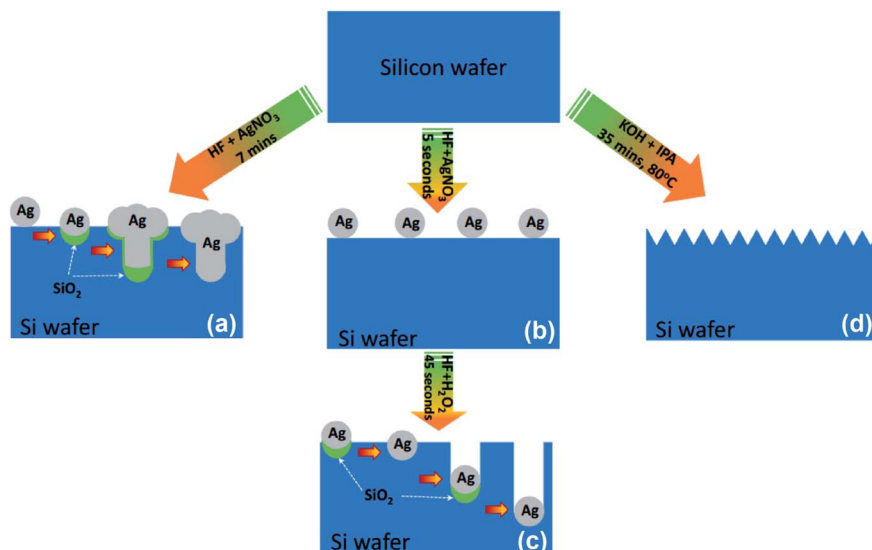 Silicon wafer
HF + AgNO₃
7 mins
HF+AgNO₃
5 seconds
KOH + IPA
35 mins, 80°C
Ag
Ag
Ag
Ag
SiO₂
Si wafer
(a)
Ag
Ag
Ag
Ag
Si wafer
(b)
Si wafer
(d)
HF+H₂O₂
45 seconds
Ag
Ag
Ag
Ag
SiO₂
Si wafer
(c)